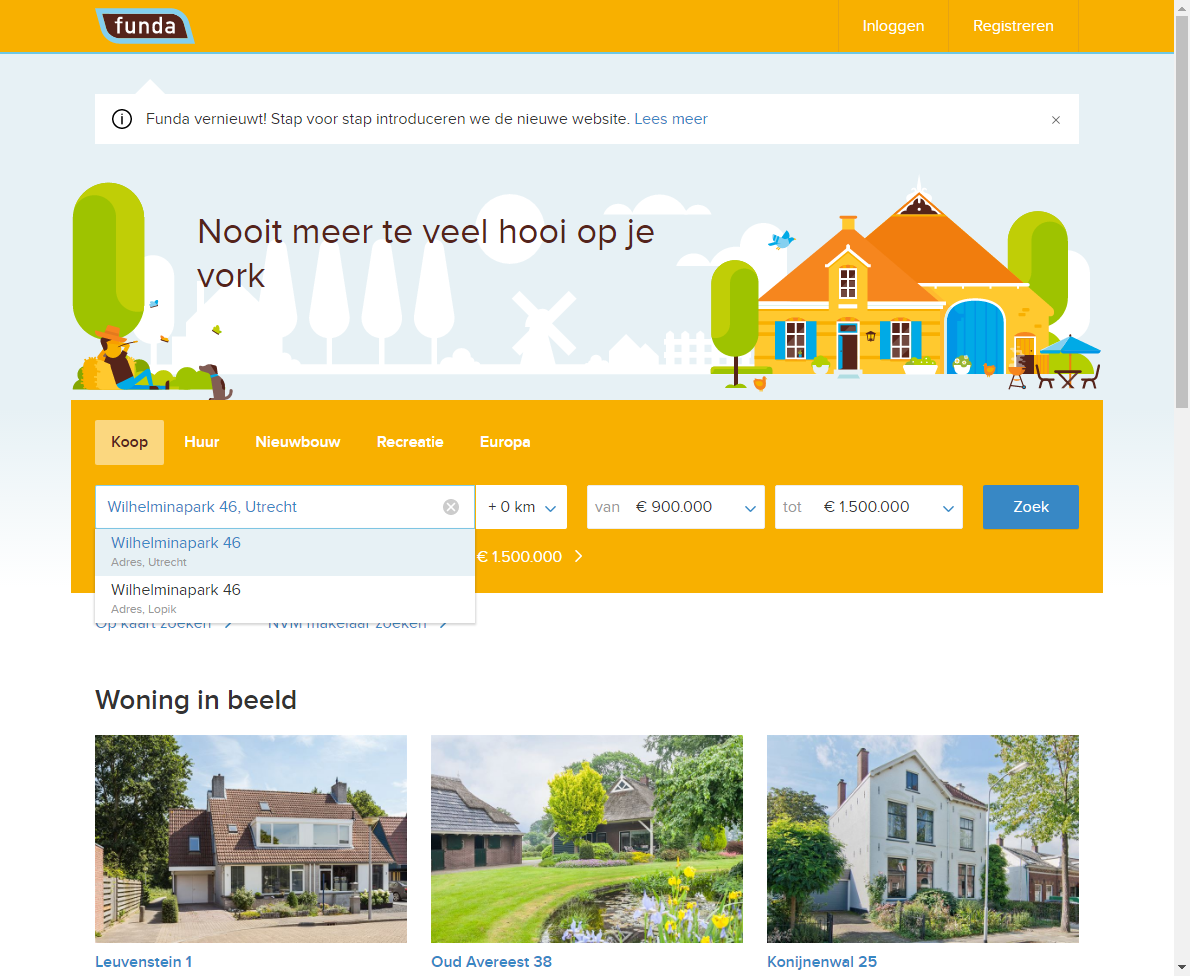 funda
Inloggen
Registreren
Funda vernieuwt! Stap voor stap introduceren we de nieuwe website. Lees meer
Nooit meer te veel hooi op je
vork
Koop
Huur
Nieuwbouw
Recreatie
Europa
Wilhelminapark 46, Utrecht
+ 0 km
van € 900.000
tot € 1.500.000
Zoek
Wilhelminapark 46
Adres, Utrecht
€ 1.500.000
Wilhelminapark 46
Adres, Lopik
Op kaart zoeken
NVM makelaar zoeken
Woning in beeld
Leuvenstein 1
Oud Avereest 38
Konijnenwal 25